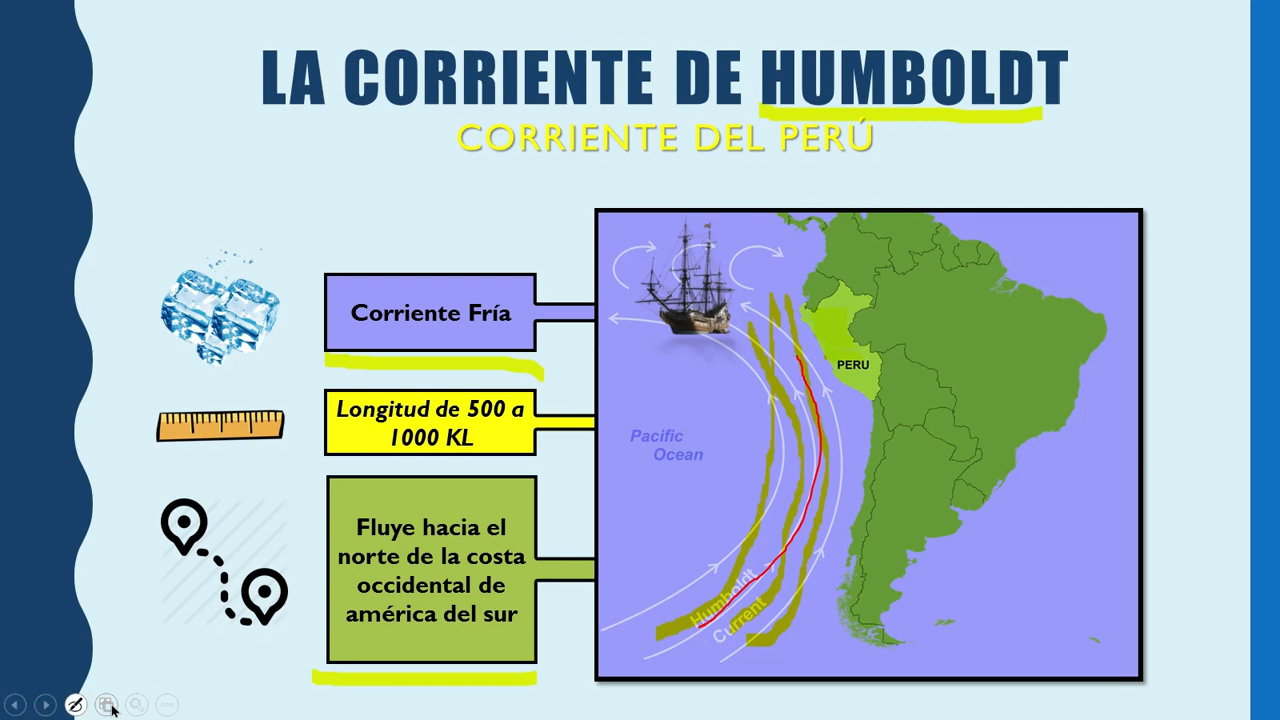 LA CORRIENTE DE HUMBOLDT
CORRIENTE DEL PERÚ
Corriente Fría
Longitud de 500 a
1000 KL
Fluye hacia el
norte de la costa
occidental de
américa del sur
PERU
Pacific
Ocean
Humboldt
Current